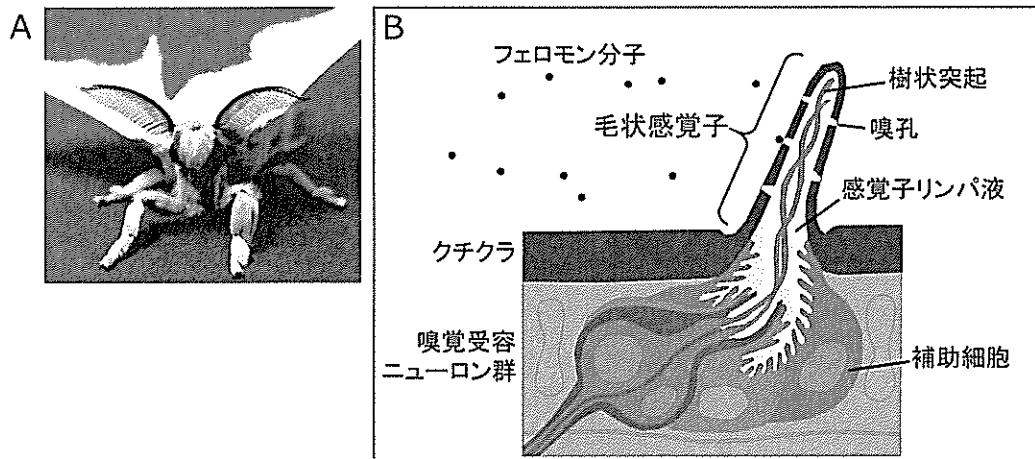 A
B
フェロモン分子
樹状突起
毛状感覚子
嗅孔
感覚子リンパ液
クチクラ
嗅覚受容
ニューロン群
補助細胞